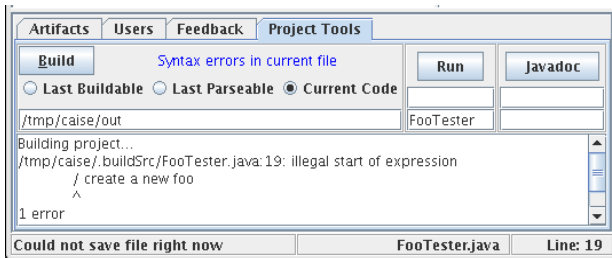 Artifacts Users Feedback Project Tools
Build Syntax errors in current file Run Javadoc
Last Buildable Last Parseable Current Code
/tmp/caise/out FooTester
Building project...
/tmp/caise/.buildSrc/FooTester.java:19: illegal start of expression
/ create a new foo
^
1 error
Could not save file right now FooTester.java Line: 19